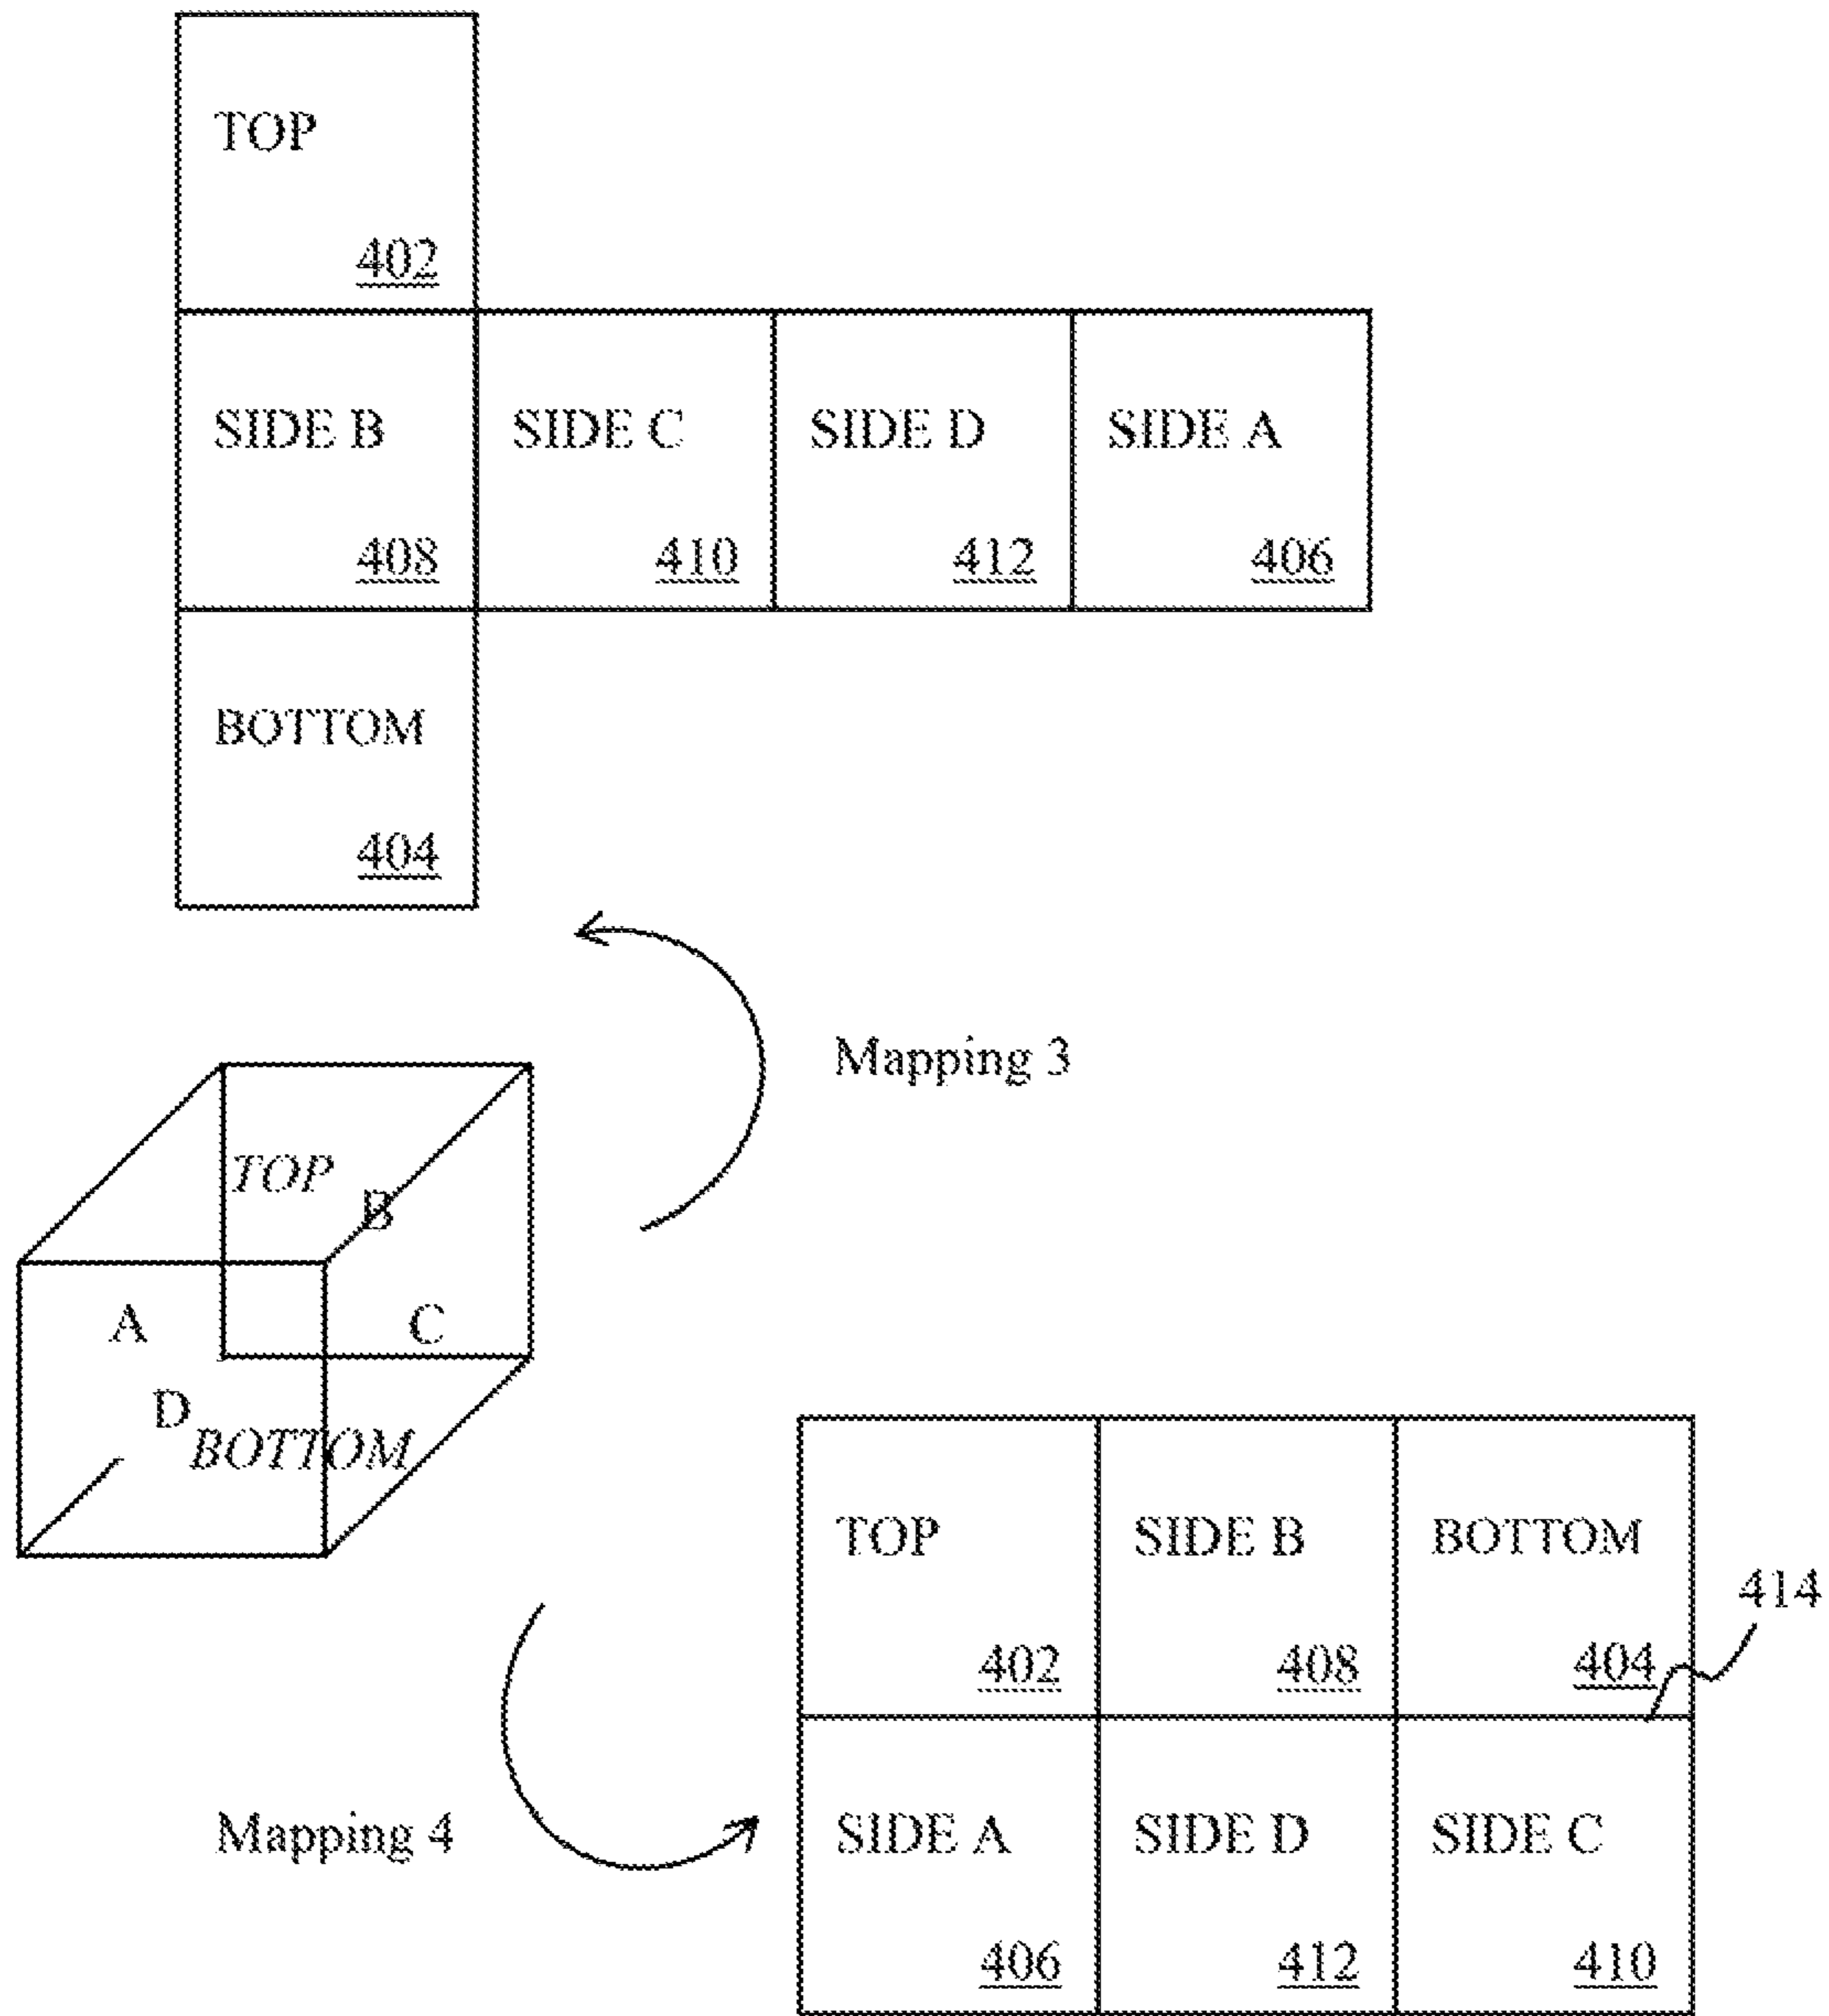 TOP
402
SIDE B SIDE C SIDE D SIDE A
408 410 412 406
BOTTOM
404
Mapping 3
TOP
B
A C
D
BOTTOM
TOP SIDE B BOTTOM
414
402 408 404
Mapping 4
SIDE A SIDE D SIDE C
406 412 410